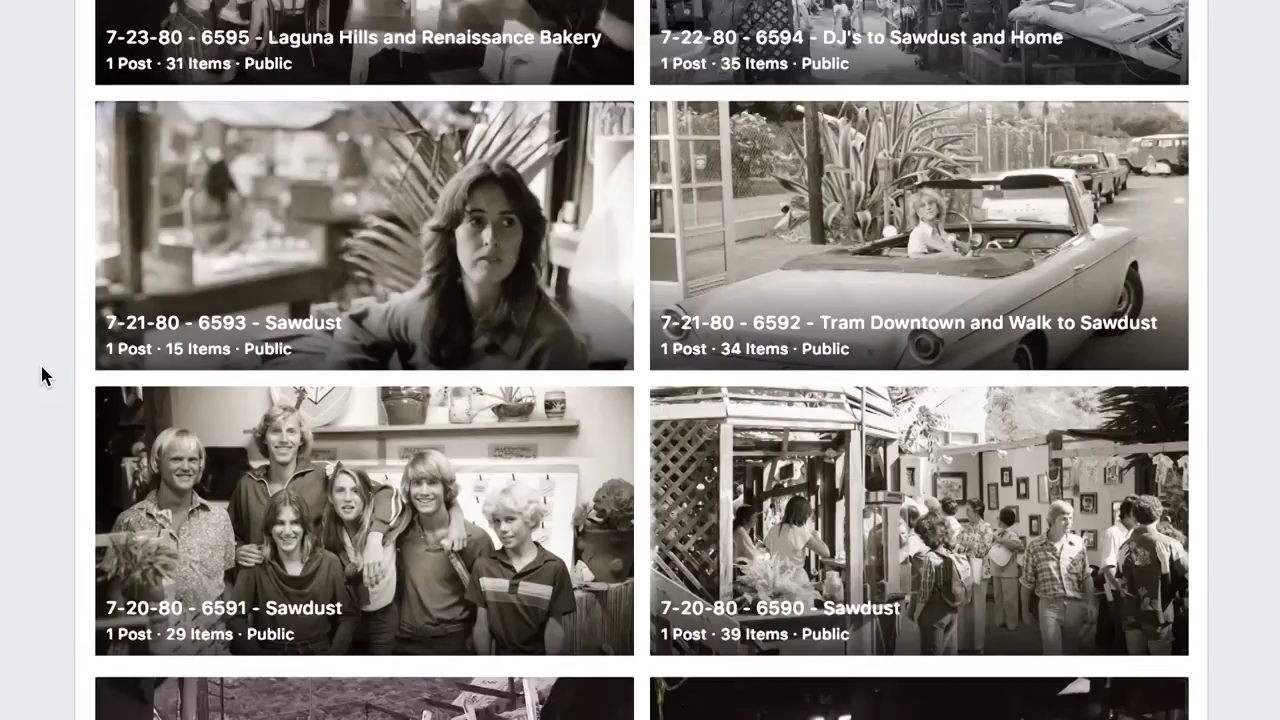 7-23-80 - 6595 - Laguna Hills and Renaissance Bakery
1 Post · 31 Items · Public
7-22-80 - 6594 - DJ's to Sawdust and Home
1 Post · 35 Items · Public
7-21-80 - 6593 - Sawdust
1 Post · 15 Items · Public
7-21-80 - 6592 - Tram Downtown and Walk to Sawdust
1 Post · 34 Items · Public
7-20-80 - 6591 - Sawdust
1 Post · 29 Items · Public
7-20-80 - 6590 - Sawdust
1 Post · 39 Items · Public